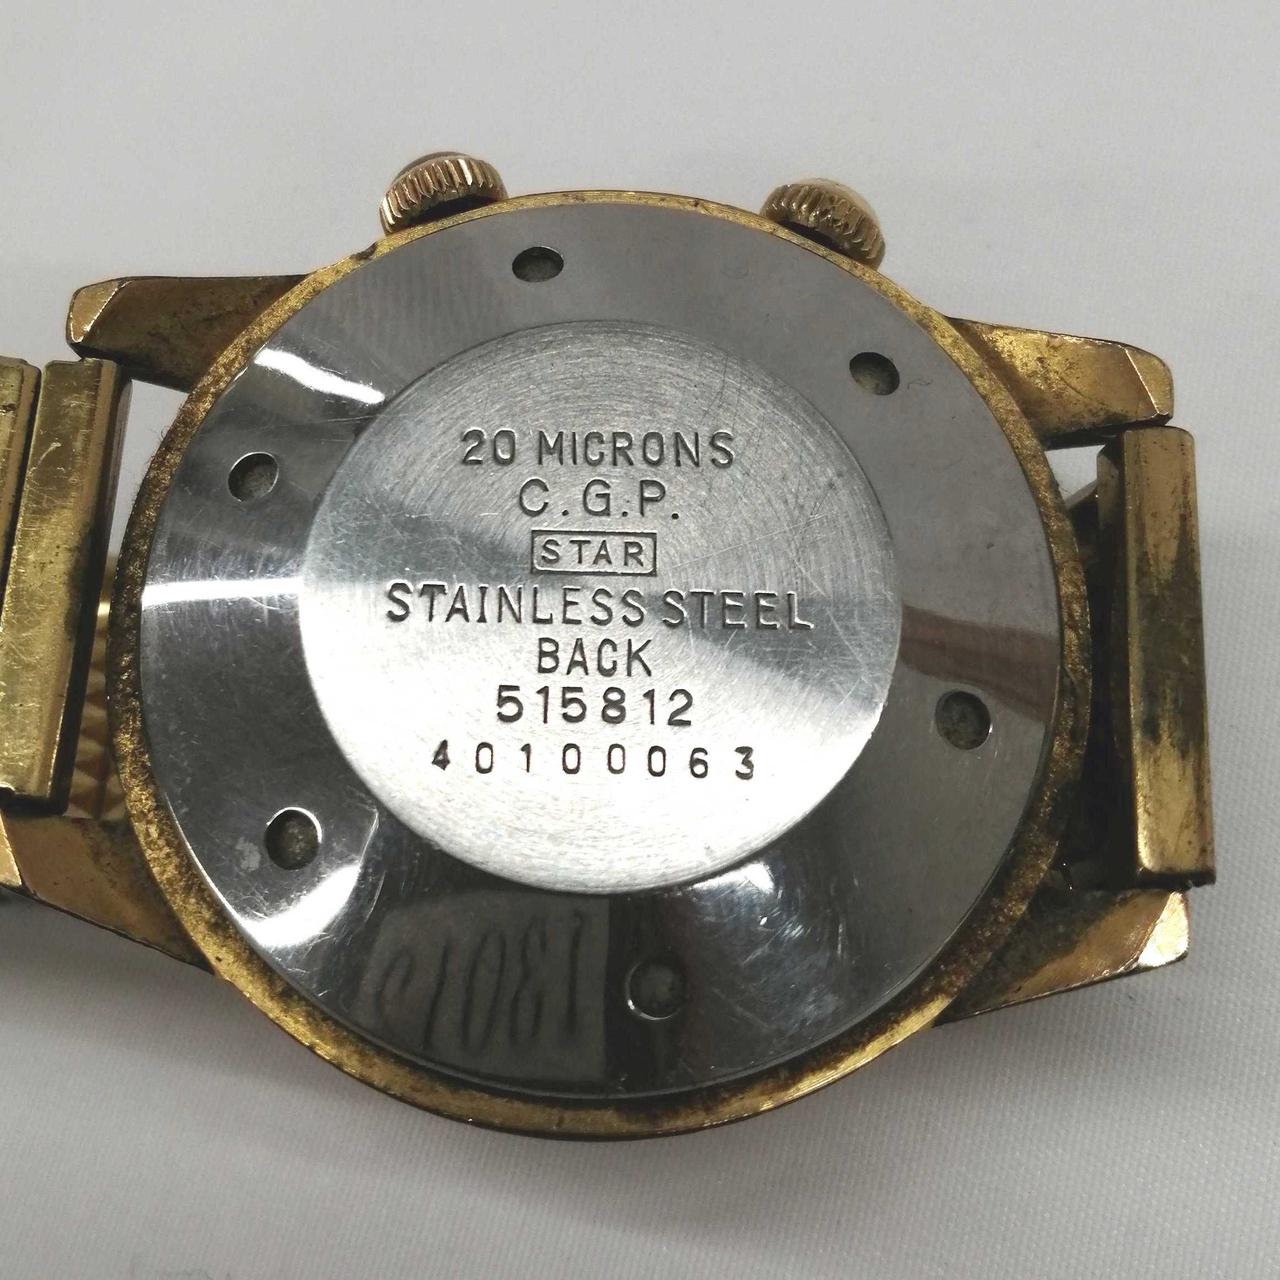 20 MICRONS
C.G.P.
STAR
STAINLESS STEEL
BACK
515812
40100063